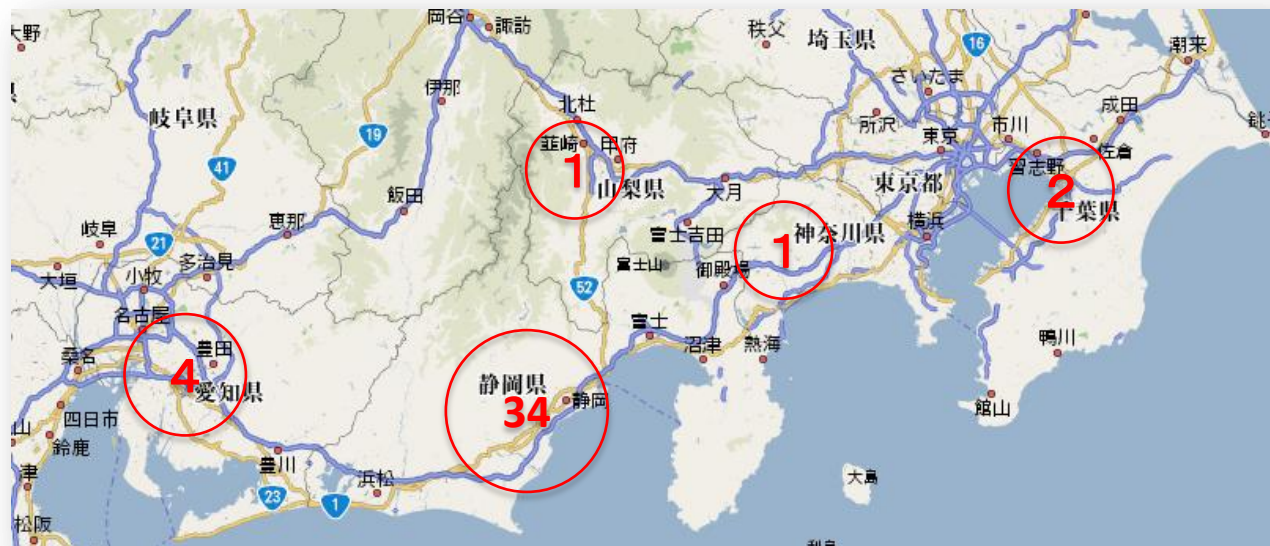 岡谷
諏訪
秩父
埼玉県
16
潮来
大野
さいたま
伊那
北杜
成田
岐阜県
19
所沢
東京
市川
佐倉
韮崎
甲府
習志野
41
1
山梨県
大月
東京都
2
千葉県
飯田
恵那
岐阜
21
富士吉田
1
神奈川県
横浜
多治見
富士山
御殿場
大垣
小牧
52
名古屋
富士
桑名
豊田
沼津
熱海
鴨川
4
愛知県
静岡県
静岡
34
館山
四日市
鈴鹿
豊川
浜松
大島
津
23
1
松阪